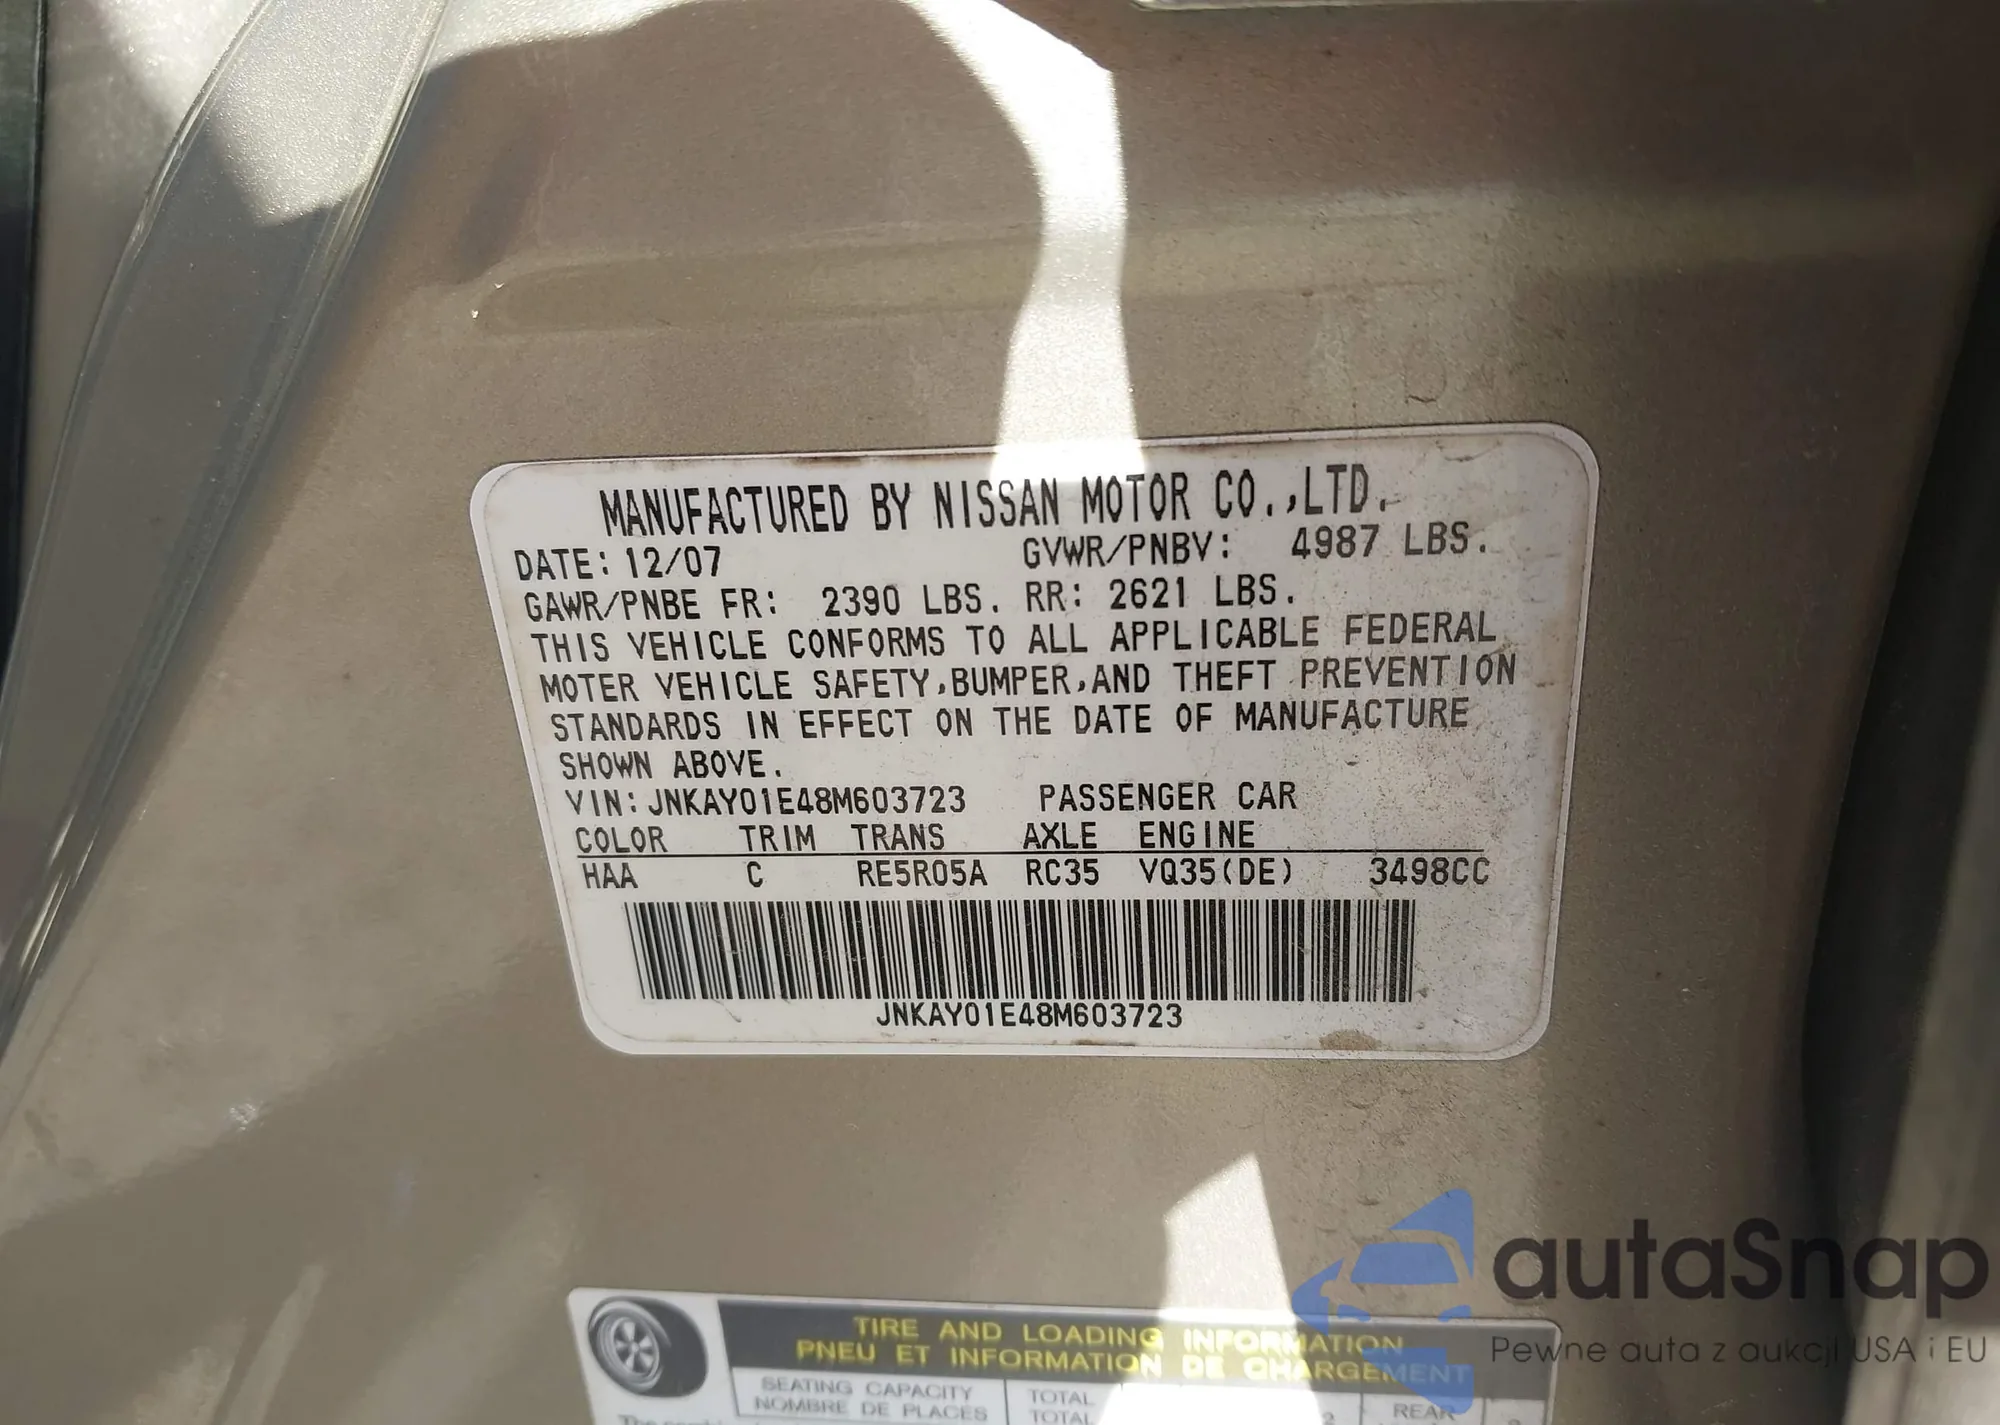 MANUFACTURED BY NISSAN MOTOR CO.,LTD.
DATE: 12/07 GVWR/PNBV: 4987 LBS.
GAWR/PNBE FR: 2390 LBS. RR: 2621 LBS.
THIS VEHICLE CONFORMS TO ALL APPLICABLE FEDERAL
MOTER VEHICLE SAFETY,BUMPER,AND THEFT PREVENTION
STANDARDS IN EFFECT ON THE DATE OF MANUFACTURE
SHOWN ABOVE.
VIN: JNKAY01E48M603723 PASSENGER CAR
COLOR TRIM TRANS AXLE ENGINE
HAA C RE5R05A RC35 VQ35(DE) 3498CC
JNKAY01E48M603723
TIRE AND LOADING INFORMATION
PNEU ET INFORMATION DE CHARGEMENT
SEATING CAPACITY TOTAL
NOMBRE DE PLACES TOTAL 2 REAR
The
autaSnap
Pewne auta z aukcji USA i EU